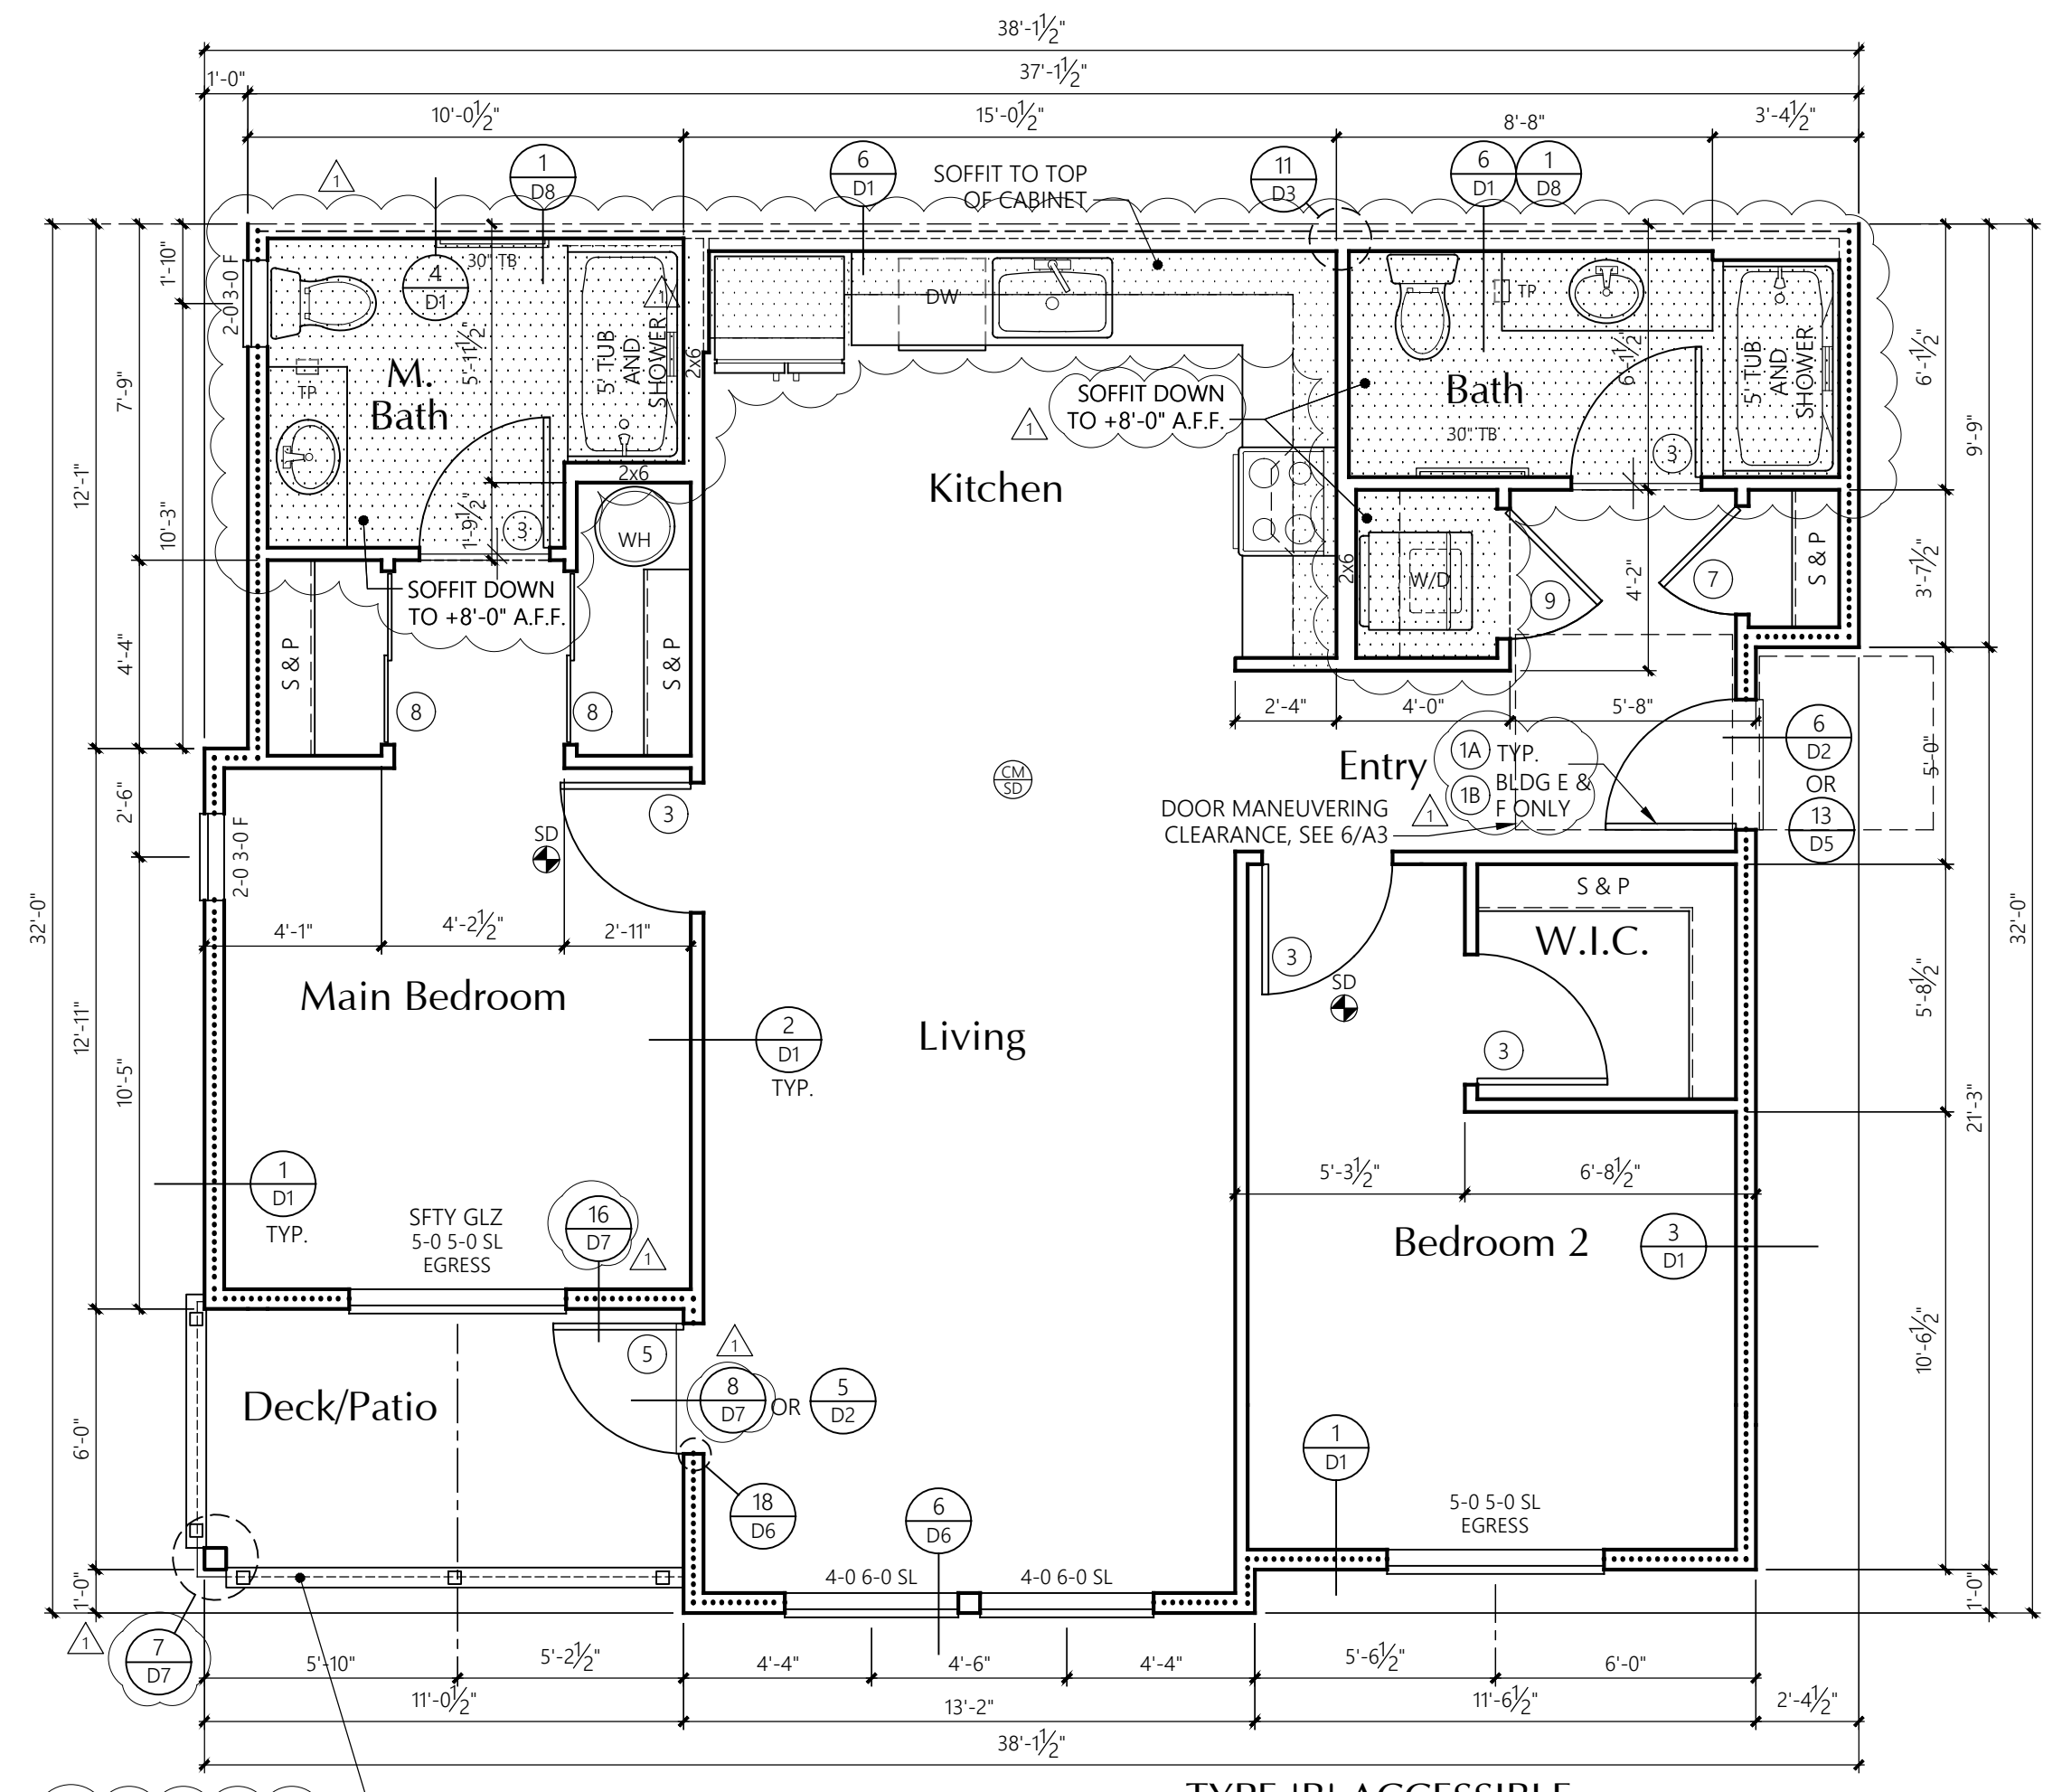 38'-1½"
37'-1½"
1'-0"
10'-0½"
15'-0½"
8'-8"
3'-4½"
1
1
D8
6
D1
SOFFIT TO TOP
OF CABINET
11
D3
6
D1
1
D8
4
D1
30" TB
2-0 3-0 F
1'-10"
7'-9"
12'-1"
10'-3"
4'-4"
2'-6"
32'-0"
12'-11"
10'-5"
6'-0"
1'-0"
TP
M.
Bath
5'-11½"
1'-9½"
5' TUB
AND
SHOWER
1
2x6
2x6
3
WH
SOFFIT DOWN
TO +8'-0" A.F.F.
S & P
S & P
8
8
DW
Kitchen
SOFFIT DOWN
TO +8'-0" A.F.F.
1
TP
Bath
30" TB
6'-1½"
3
5' TUB
AND
SHOWER
2x6
W/D
9
4'-2"
7
S & P
6'-1½"
9'-9"
3'-7½"
2'-4"
4'-0"
5'-8"
Entry
1A
TYP.
1B
BLDG E &
F ONLY
DOOR MANEUVERING
CLEARANCE, SEE 6/A3
1
6
D2
OR
13
D5
5'-0"
32'-0"
CM
SD
2-0 3-0 F
SD
3
4'-1"
4'-2½"
2'-11"
Main Bedroom
2
D1
TYP.
Living
3
SD
S & P
W.I.C.
3
5'-8½"
21'-3"
5'-3½"
6'-8½"
Bedroom 2
3
D1
1
D1
TYP.
SFTY GLZ
5-0 5-0 SL
EGRESS
16
D7
1
5
1
8
D7
OR
5
D2
Deck/Patio
18
D6
6
D6
1
D1
10'-6½"
5-0 5-0 SL
EGRESS
4-0 6-0 SL
4-0 6-0 SL
1'-0"
1
7
D7
5'-10"
5'-2½"
4'-4"
4'-6"
4'-4"
5'-6½"
6'-0"
11'-0½"
13'-2"
11'-6½"
2'-4½"
38'-1½"
TYPE 'B' ACCESSIBLE